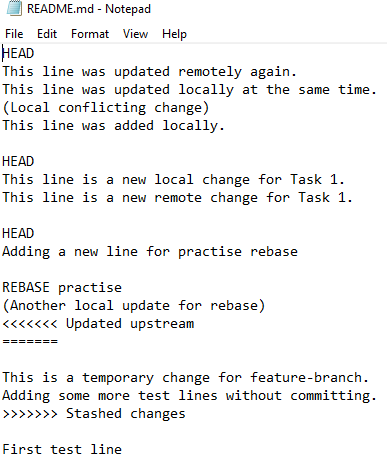 README.md - Notepad
File Edit Format View Help
HEAD
This line was updated remotely again.
This line was updated locally at the same time.
(Local conflicting change)
This line was added locally.

HEAD
This line is a new local change for Task 1.
This line is a new remote change for Task 1.

HEAD
Adding a new line for practise rebase

REBASE practise
(Another local update for rebase)
<<<<<<< Updated upstream
=======

This is a temporary change for feature-branch.
Adding some more test lines without committing.
>>>>>>> Stashed changes

First test line